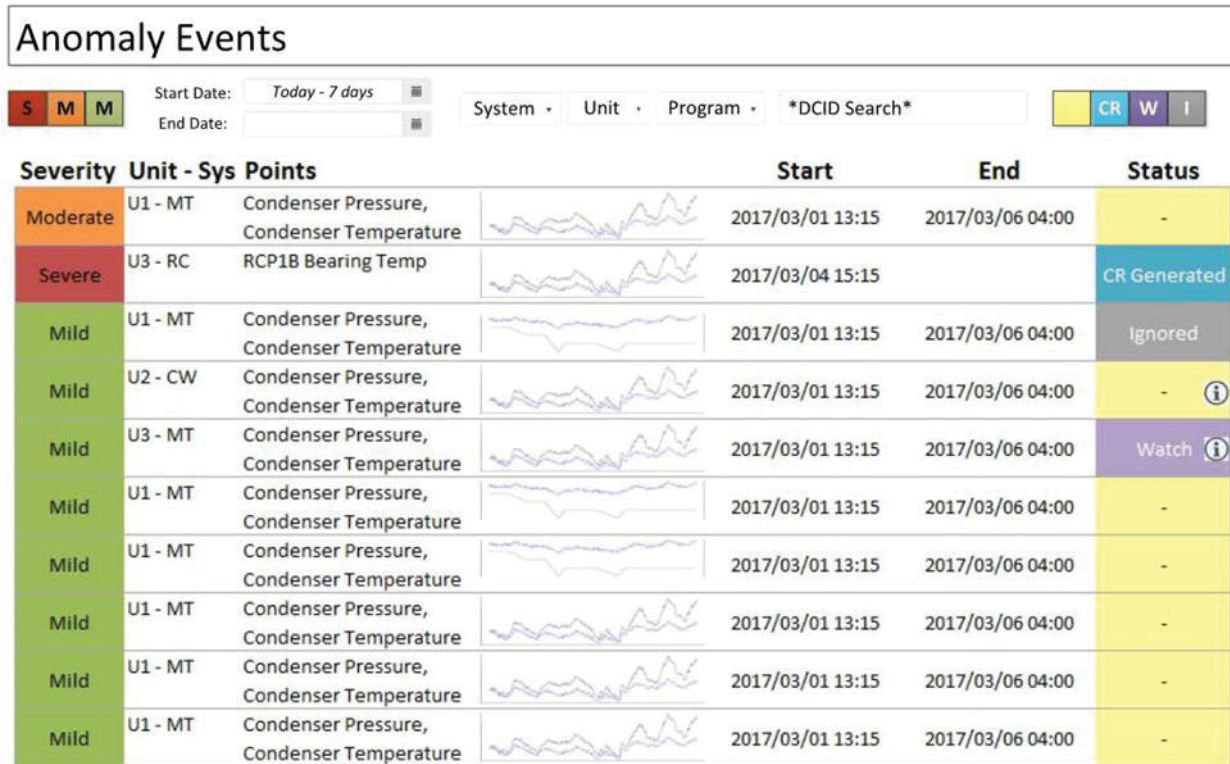 Anomaly Events
S M M
Start Date: Today - 7 days
End Date:
System Unit Program *DCID Search*
CR W I
Severity Unit - Sys Points Start End Status
Moderate U1 - MT Condenser Pressure,
Condenser Temperature 2017/03/01 13:15 2017/03/06 04:00 -
Severe U3 - RC RCP1B Bearing Temp 2017/03/04 15:15 CR Generated
Mild U1 - MT Condenser Pressure,
Condenser Temperature 2017/03/01 13:15 2017/03/06 04:00 Ignored
Mild U2 - CW Condenser Pressure,
Condenser Temperature 2017/03/01 13:15 2017/03/06 04:00 - i
Mild U3 - MT Condenser Pressure,
Condenser Temperature 2017/03/01 13:15 2017/03/06 04:00 Watch i
Mild U1 - MT Condenser Pressure,
Condenser Temperature 2017/03/01 13:15 2017/03/06 04:00 -
Mild U1 - MT Condenser Pressure,
Condenser Temperature 2017/03/01 13:15 2017/03/06 04:00 -
Mild U1 - MT Condenser Pressure,
Condenser Temperature 2017/03/01 13:15 2017/03/06 04:00 -
Mild U1 - MT Condenser Pressure,
Condenser Temperature 2017/03/01 13:15 2017/03/06 04:00 -
Mild U1 - MT Condenser Pressure,
Condenser Temperature 2017/03/01 13:15 2017/03/06 04:00 -